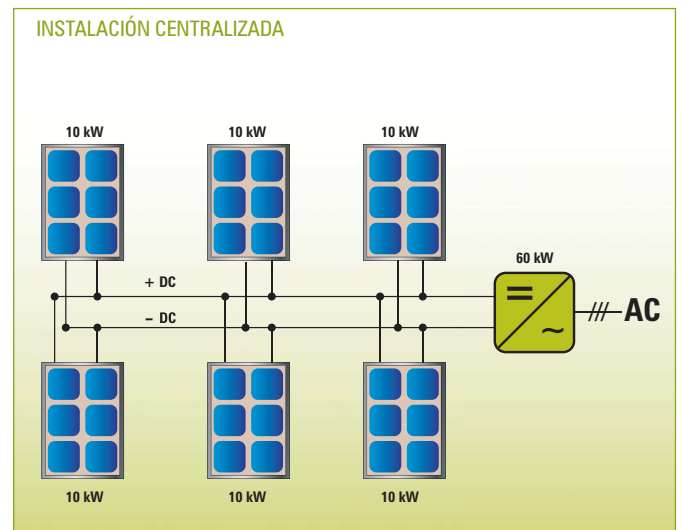 INSTALACIÓN CENTRALIZADA
10 kW 10 kW 10 kW
60 kW
+ DC
– DC
AC
10 kW 10 kW 10 kW